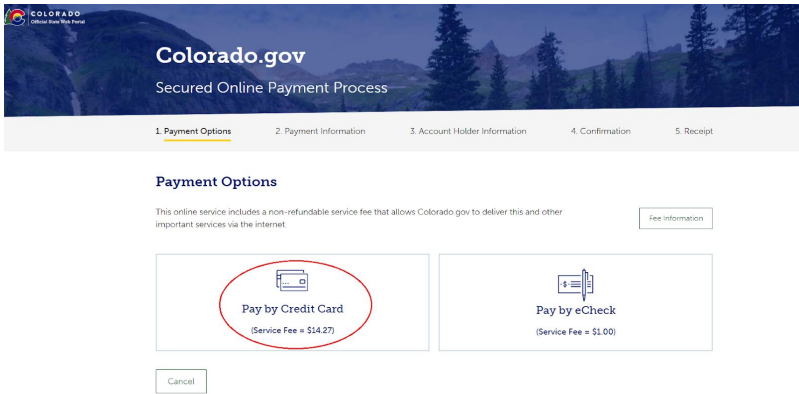 COLORADO
Official State Web Portal
Colorado.gov
Secured Online Payment Process
1. Payment Options
2. Payment Information
3. Account Holder Information
4. Confirmation
5. Receipt
Payment Options
This online service includes a non-refundable service fee that allows Colorado.gov to deliver this and other
important services via the internet.
Fee Information
Pay by Credit Card
(Service Fee = $14.27)
-$-
Pay by eCheck
(Service Fee = $1.00)
Cancel